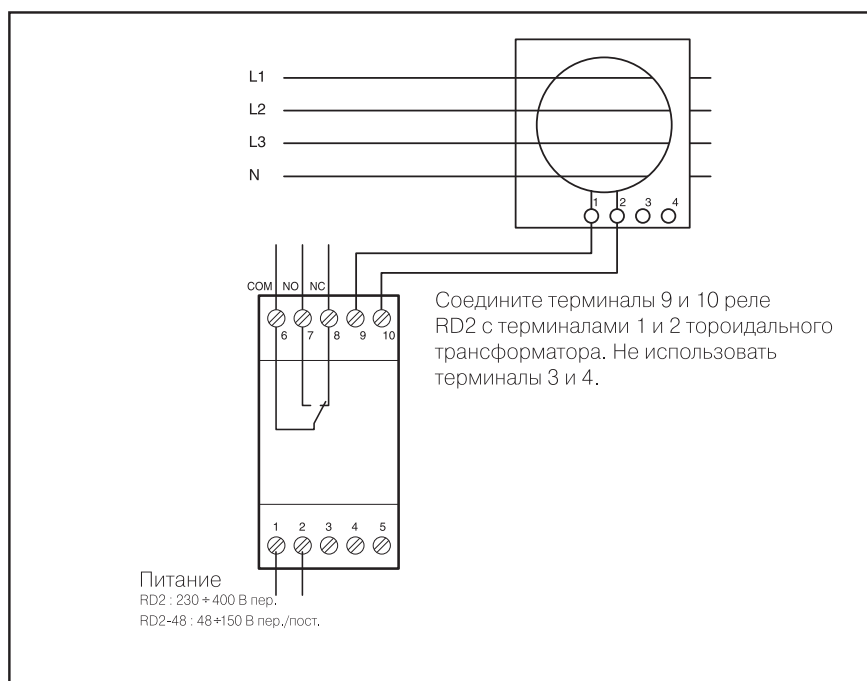 L1
L2
L3
N
1 2 3 4
COM NO NC
6 7 8 9 10
Соедините терминалы 9 и 10 реле
RD2 с терминалами 1 и 2 тороидального
трансформатора. Не использовать
терминалы 3 и 4.
1 2 3 4 5
Питание
RD2 : 230 ÷ 400 В пер.
RD2-48 : 48÷150 В пер./пост.